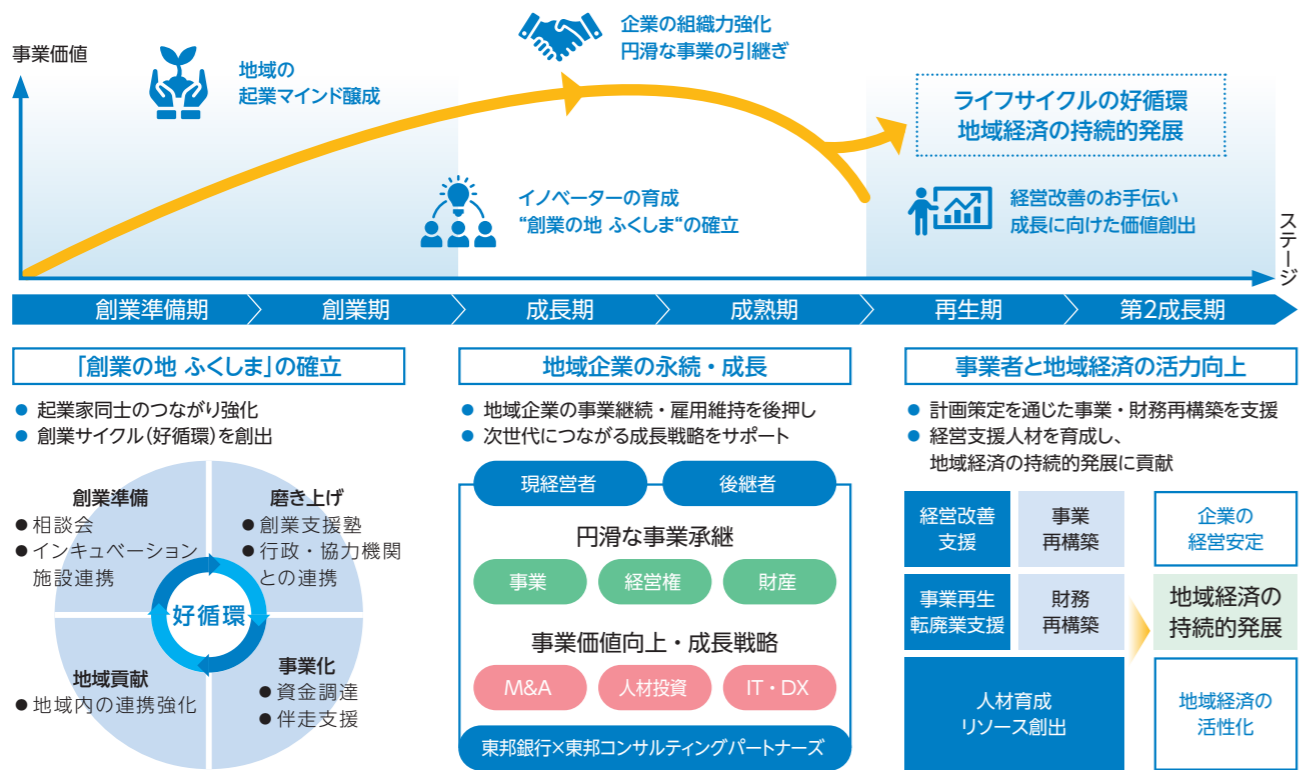 事業価値
地域の
起業マインド醸成
企業の組織力強化
円滑な事業の引継ぎ
ライフサイクルの好循環
地域経済の持続的発展
イノベーターの育成
“創業の地 ふくしま“の確立
経営改善のお手伝い
成長に向けた価値創出
ステージ
創業準備期
創業期
成長期
成熟期
再生期
第2成長期
「創業の地 ふくしま」の確立
● 起業家同士のつながり強化
● 創業サイクル(好循環)を創出
創業準備
● 相談会
● インキュベーション
施設連携
磨き上げ
● 創業支援塾
● 行政・協力機関
との連携
好循環
地域貢献
● 地域内の連携強化
事業化
● 資金調達
● 伴走支援
地域企業の永続・成長
● 地域企業の事業継続・雇用維持を後押し
● 次世代につながる成長戦略をサポート
現経営者
後継者
円滑な事業承継
事業
経営権
財産
事業価値向上・成長戦略
M&A
人材投資
IT・DX
東邦銀行×東邦コンサルティングパートナーズ
事業者と地域経済の活力向上
● 計画策定を通じた事業・財務再構築を支援
● 経営支援人材を育成し、
地域経済の持続的発展に貢献
経営改善
支援
事業
再構築
企業の
経営安定
事業再生
転廃業支援
財務
再構築
地域経済の
持続的発展
人材育成
リソース創出
地域経済の
活性化